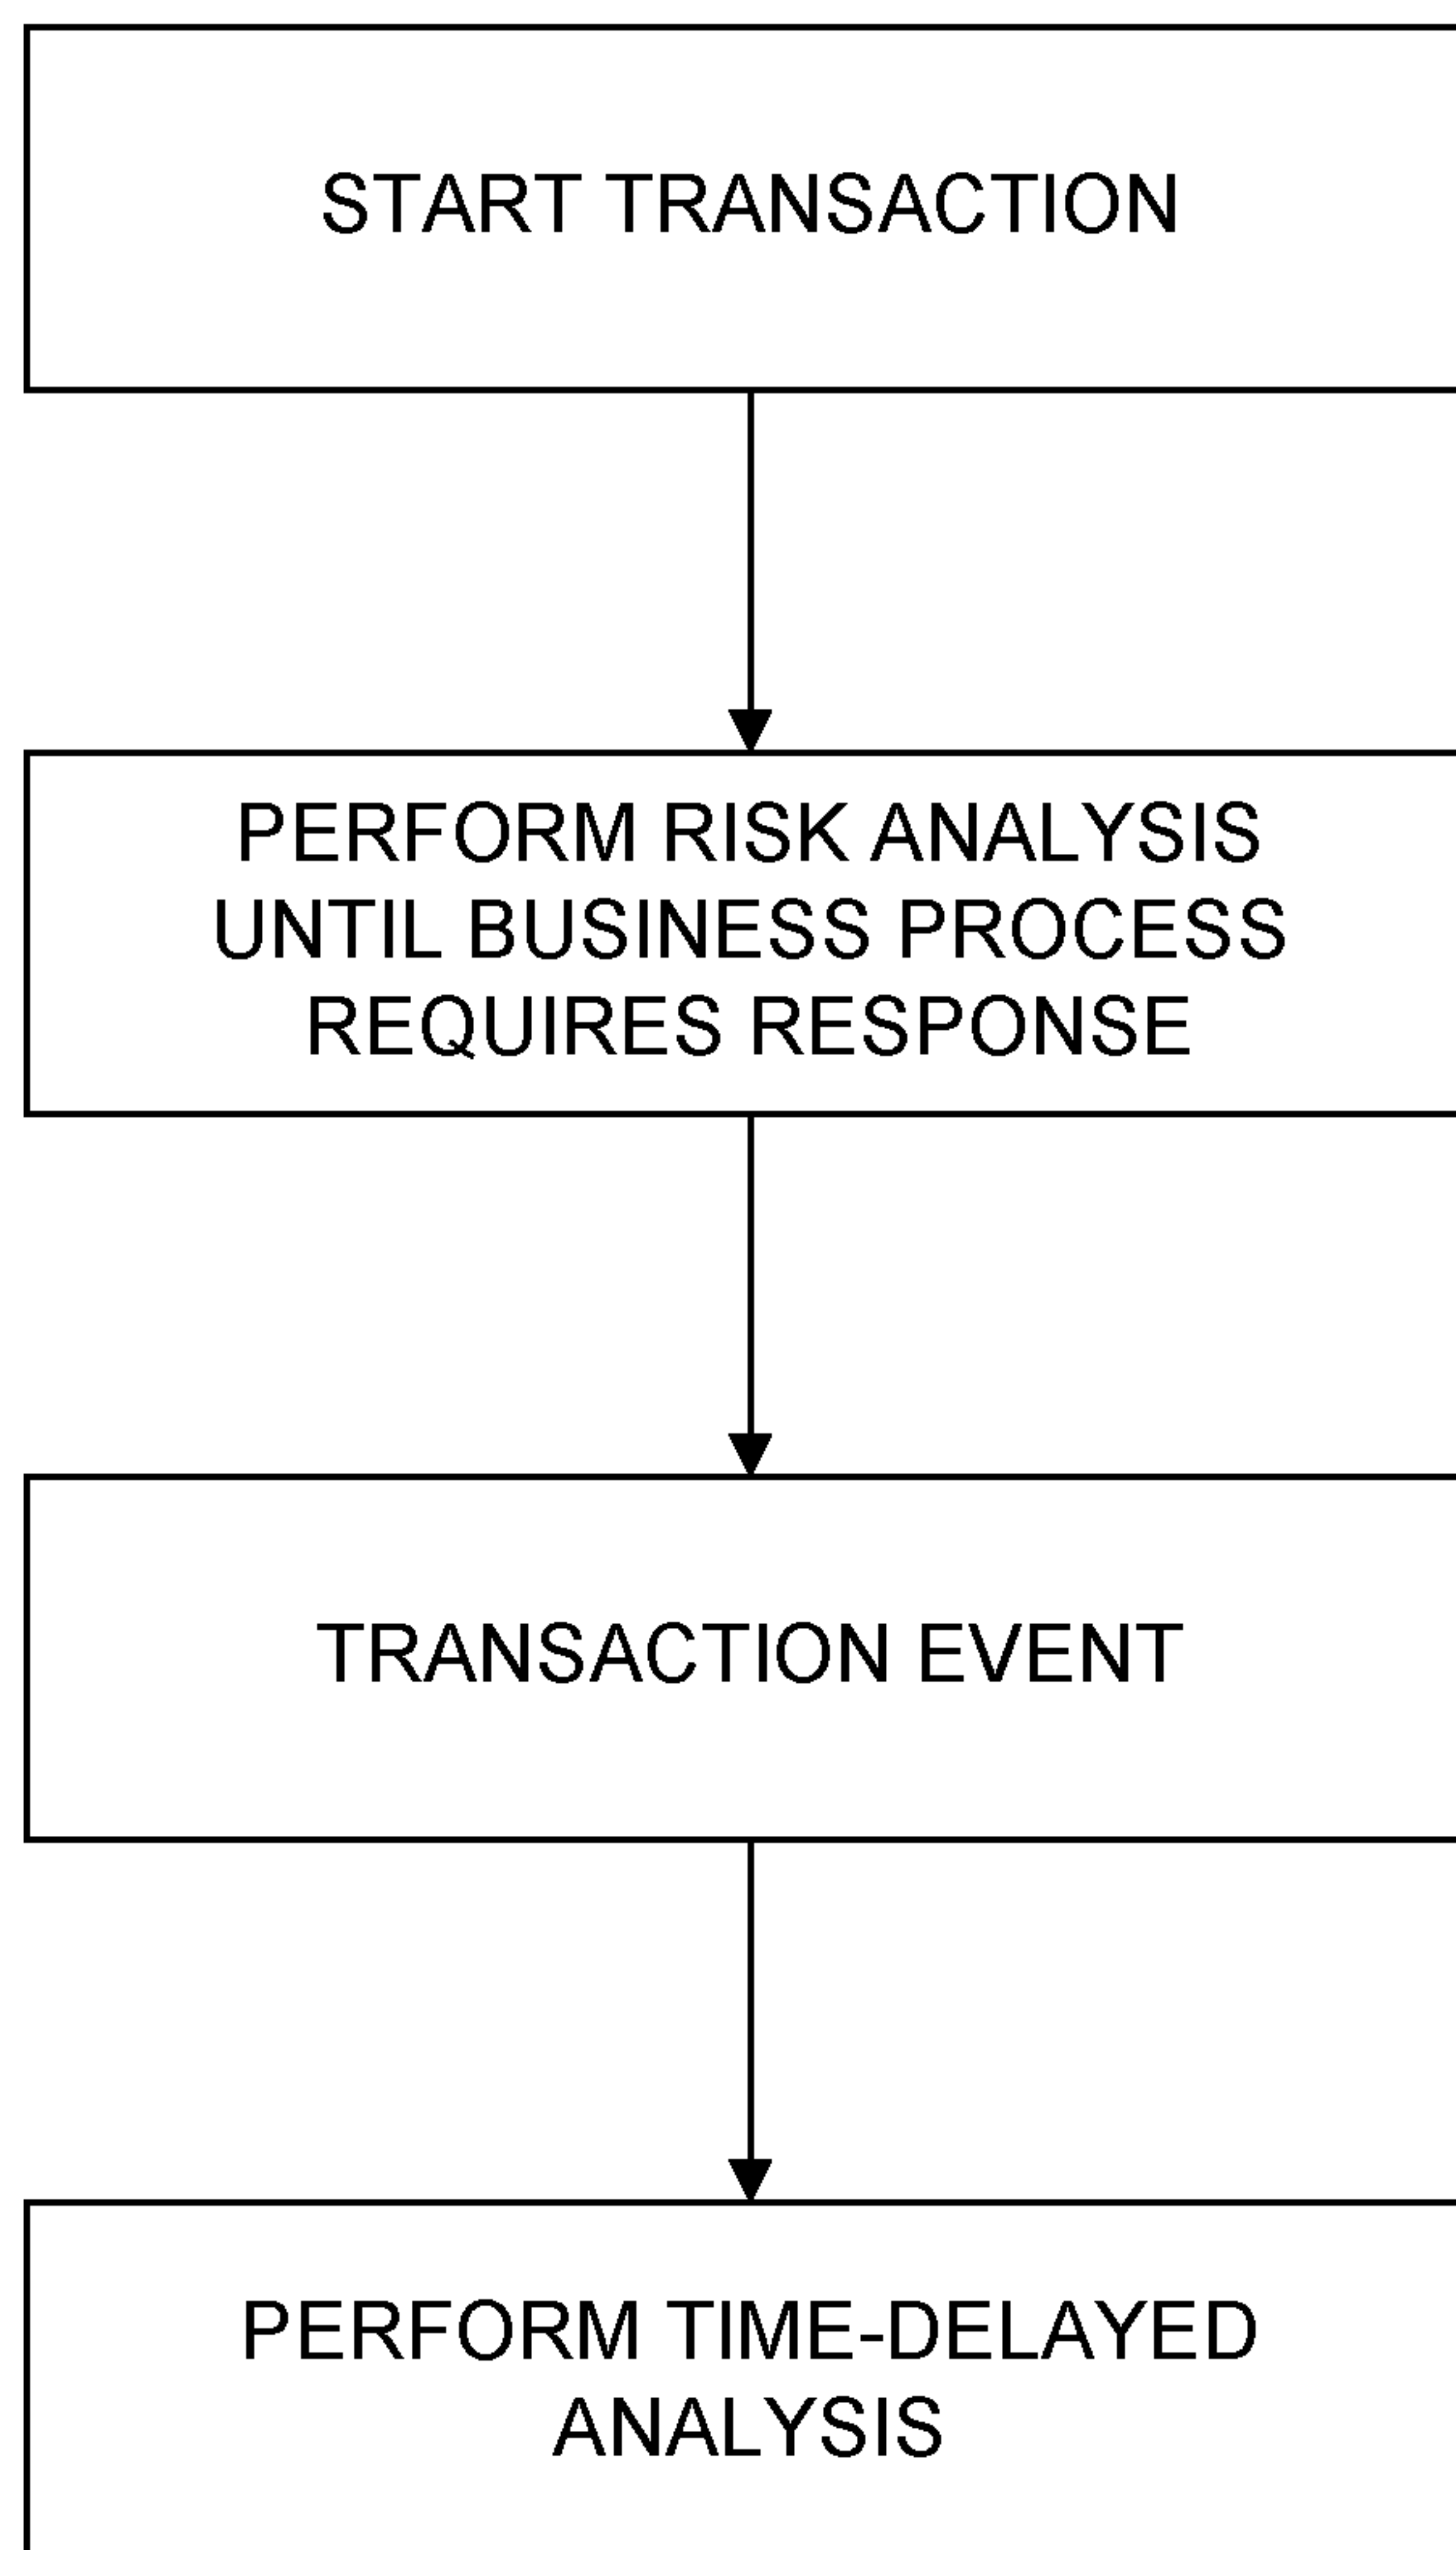 START TRANSACTION
PERFORM RISK ANALYSIS
UNTIL BUSINESS PROCESS
REQUIRES RESPONSE
TRANSACTION EVENT
PERFORM TIME-DELAYED
ANALYSIS